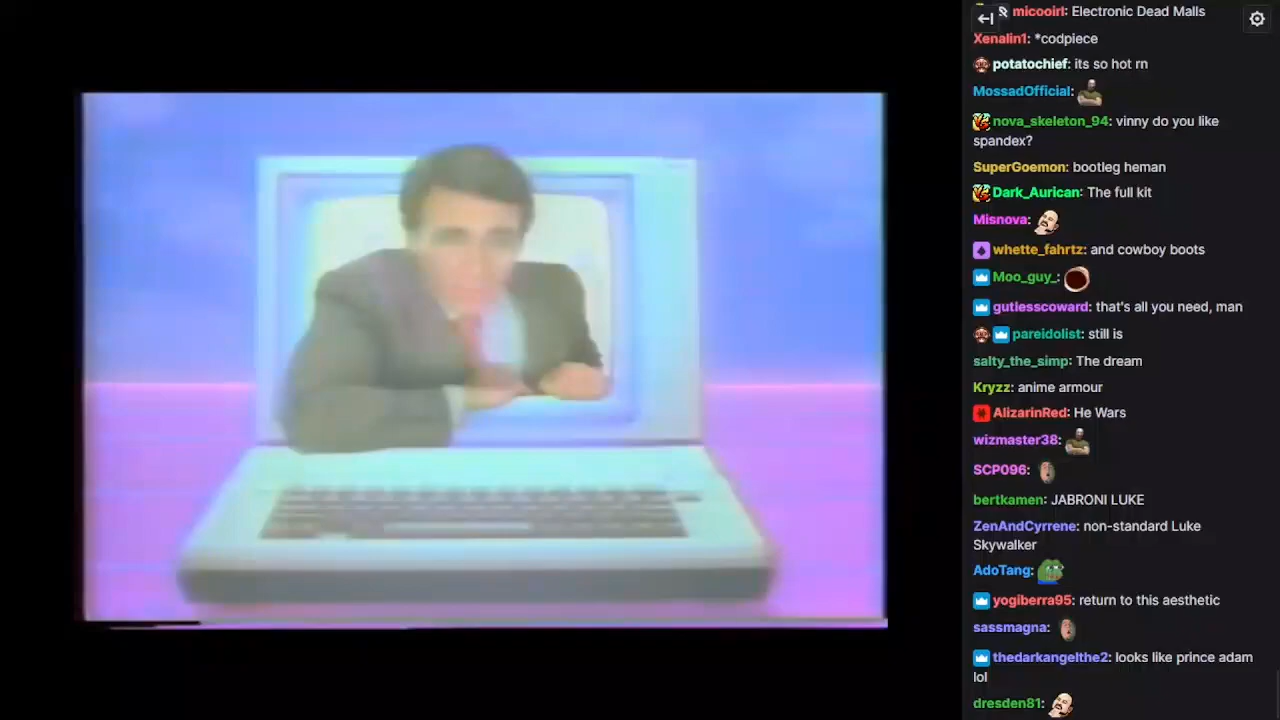 micooirl: Electronic Dead Malls
Xenalin1: *codpiece
potatochief: its so hot rn
MossadOfficial:
nova_skeleton_94: vinny do you like
spandex?
SuperGoemon: bootleg heman
Dark_Aurican: The full kit
Misnova:
whette_fahrtz: and cowboy boots
Moo_guy_:
gutlesscoward: that's all you need, man
pareidolist: still is
salty_the_simp: The dream
Kryzz: anime armour
AlizarinRed: He Wars
wizmaster38:
SCP096:
bertkamen: JABRONI LUKE
ZenAndCyrrene: non-standard Luke
Skywalker
AdoTang:
yogiberra95: return to this aesthetic
sassmagna:
thedarkangelthe2: looks like prince adam
lol
dresden81: